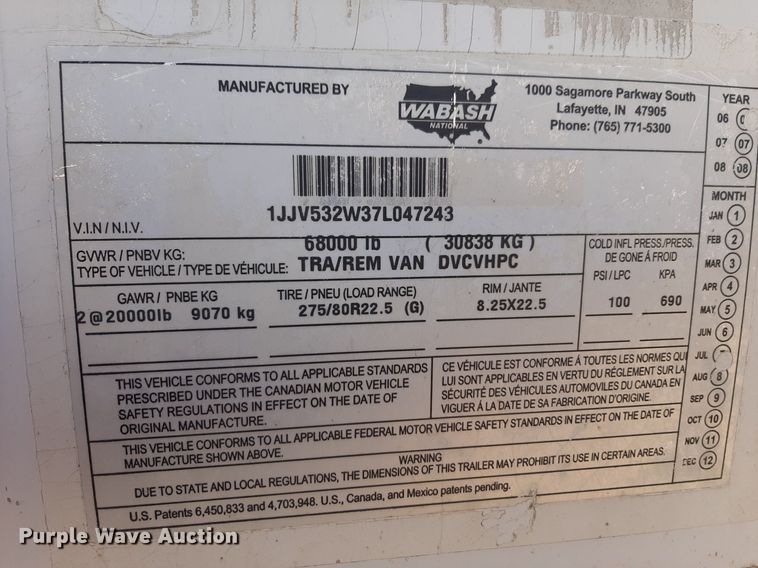 MANUFACTURED BY
WABASH
NATIONAL
1000 Sagamore Parkway South
Lafayette, IN 47905
Phone: (765) 771-5300
YEAR
06
07 07
08 08
V.I.N / N.I.V.
1JJV532W37L047243
GVWR / PNBV KG: 68000 lb ( 30838 KG )
TYPE OF VEHICLE / TYPE DE VÉHICULE: TRA/REM VAN DVCVHPC
COLD INFL PRESS./PRESS.
DE GONE À FROID
PSI / LPC KPA
GAWR / PNBE KG TIRE / PNEU (LOAD RANGE) RIM / JANTE
2@20000lb 9070 kg 275/80R22.5 (G) 8.25X22.5 100 690
MONTH
JAN 1
FEB 2
MAR 3
APR 4
MAY 5
JUN 6
JUL
AUG 8
SEP 9
OCT 10
NOV 11
DEC 12
THIS VEHICLE CONFORMS TO ALL APPLICABLE STANDARDS
PRESCRIBED UNDER THE CANADIAN MOTOR VEHICLE
SAFETY REGULATIONS IN EFFECT ON THE DATE OF
ORIGINAL MANUFACTURE.
CE VÉHICULE EST CONFORME À TOUTES LES NORMES QUI
LUI SONT APPLICABLES EN VERTU DU RÉGLEMENT SUR LA
SÉCURITÉ DES VÉHICULES AUTOMOVILES DU CANADA EN
VIGUER À LA DATE DE SA FABRICATION D'ORIGINE.
THIS VEHICLE CONFORMS TO ALL APPLICABLE FEDERAL MOTOR VEHICLE SAFETY STANDARDS IN EFFECT ON THE DATE OF
MANUFACTURE SHOWN ABOVE.
WARNING
DUE TO STATE AND LOCAL REGULATIONS, THE DIMENSIONS OF THIS TRAILER MAY PROHIBIT ITS USE IN CERTAIN AREAS.
U.S. Patents 6,450,833 and 4,703,948. U.S., Canada, and Mexico patents pending.
Purple Wave Auction